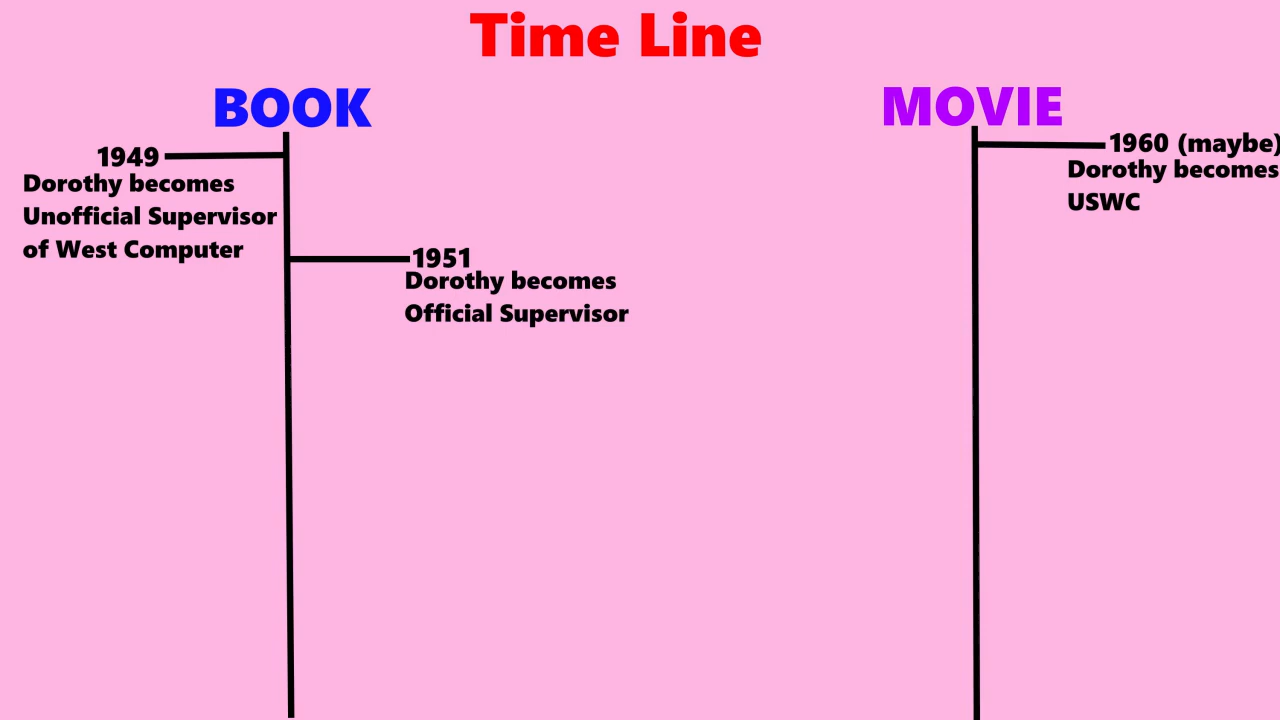 Time Line
BOOK
1949
Dorothy becomes
Unofficial Supervisor
of West Computer
1951
Dorothy becomes
Official Supervisor
MOVIE
1960 (maybe)
Dorothy becomes
USWC